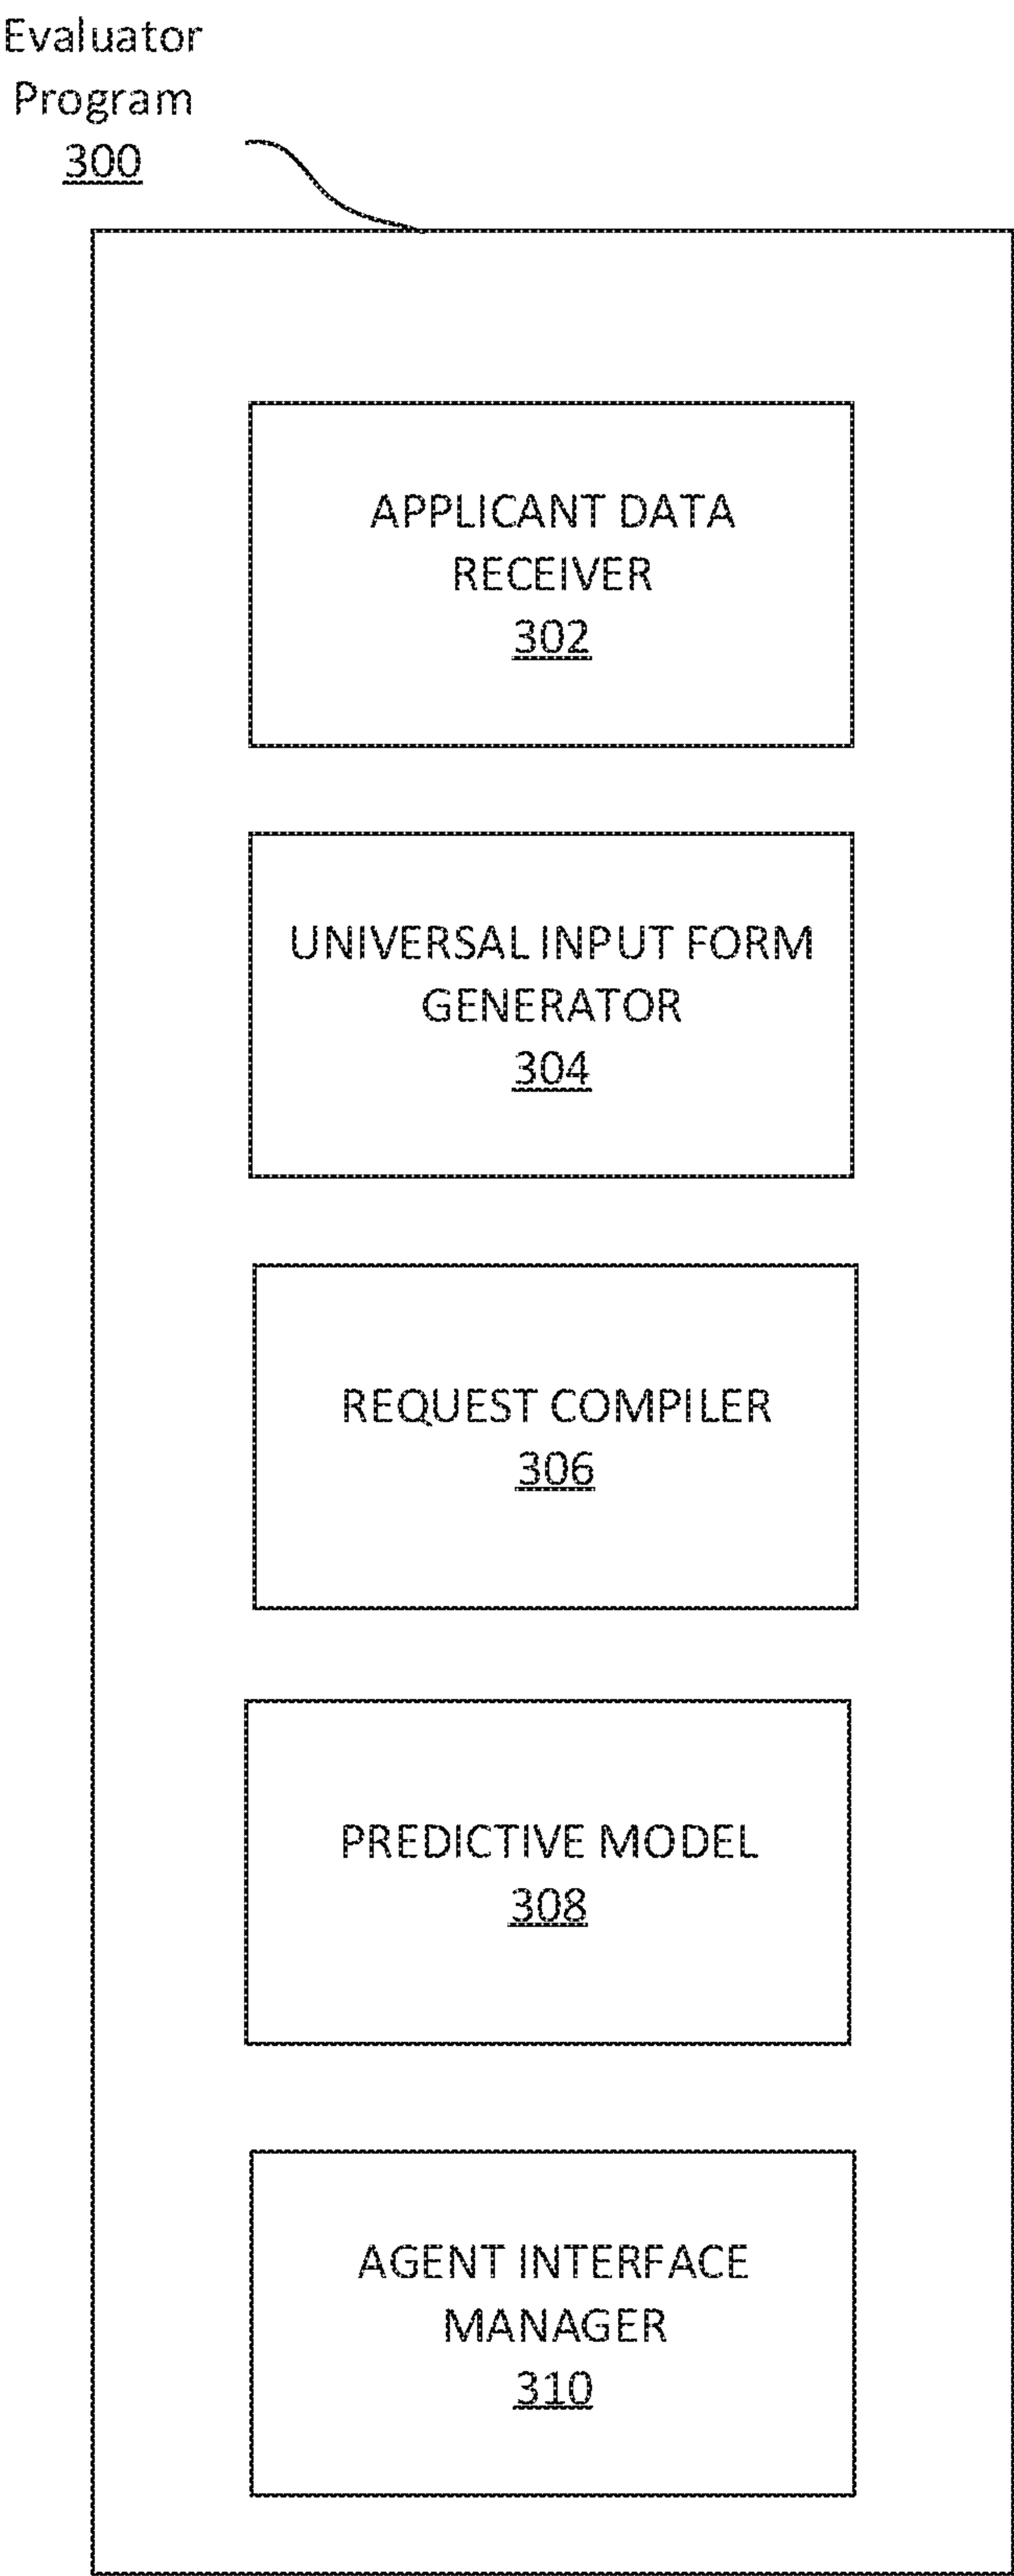 Evaluator
Program
300
APPLICANT DATA
RECEIVER
302
UNIVERSAL INPUT FORM
GENERATOR
304
REQUEST COMPILER
306
PREDICTIVE MODEL
308
AGENT INTERFACE
MANAGER
310